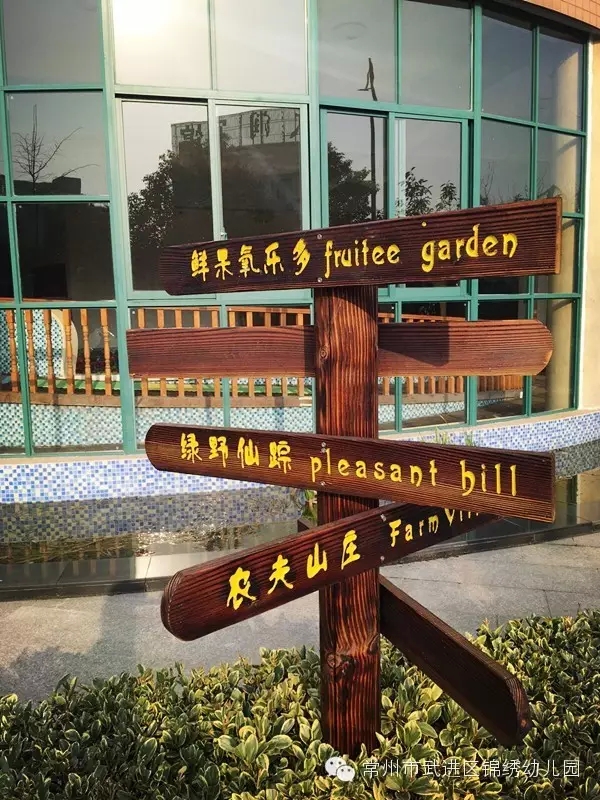 鲜果氧乐多 fruitee garden
绿野仙踪 pleasant hill
农夫山庄 Farm
常州市武进区锦绣幼儿园